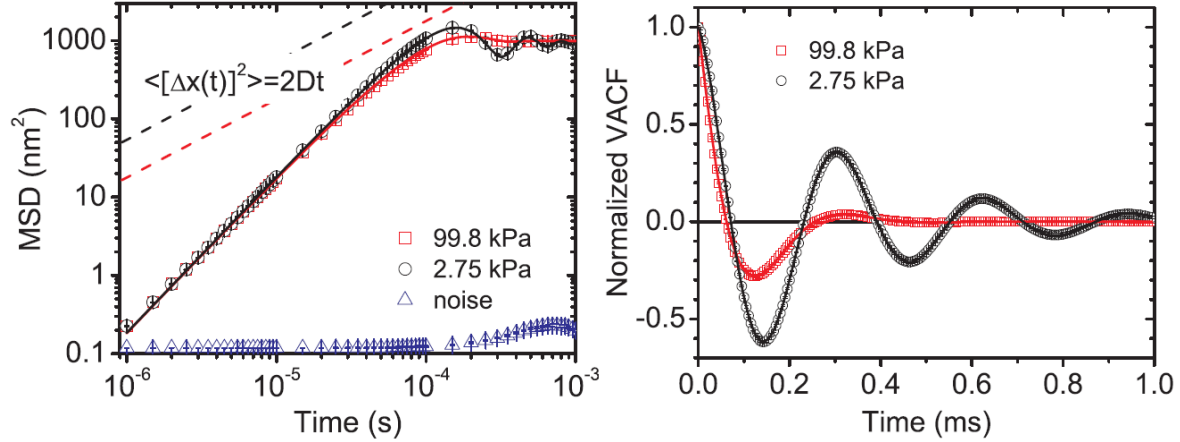 1000
100
10
1
0.1
MSD (nm²)
<[Δx(t)]²>=2Dt
99.8 kPa
2.75 kPa
noise
10⁻⁶ 10⁻⁵ 10⁻⁴ 10⁻³
Time (s)
1.0
0.5
0.0
-0.5
Normalized VACF
99.8 kPa
2.75 kPa
0.0 0.2 0.4 0.6 0.8 1.0
Time (ms)